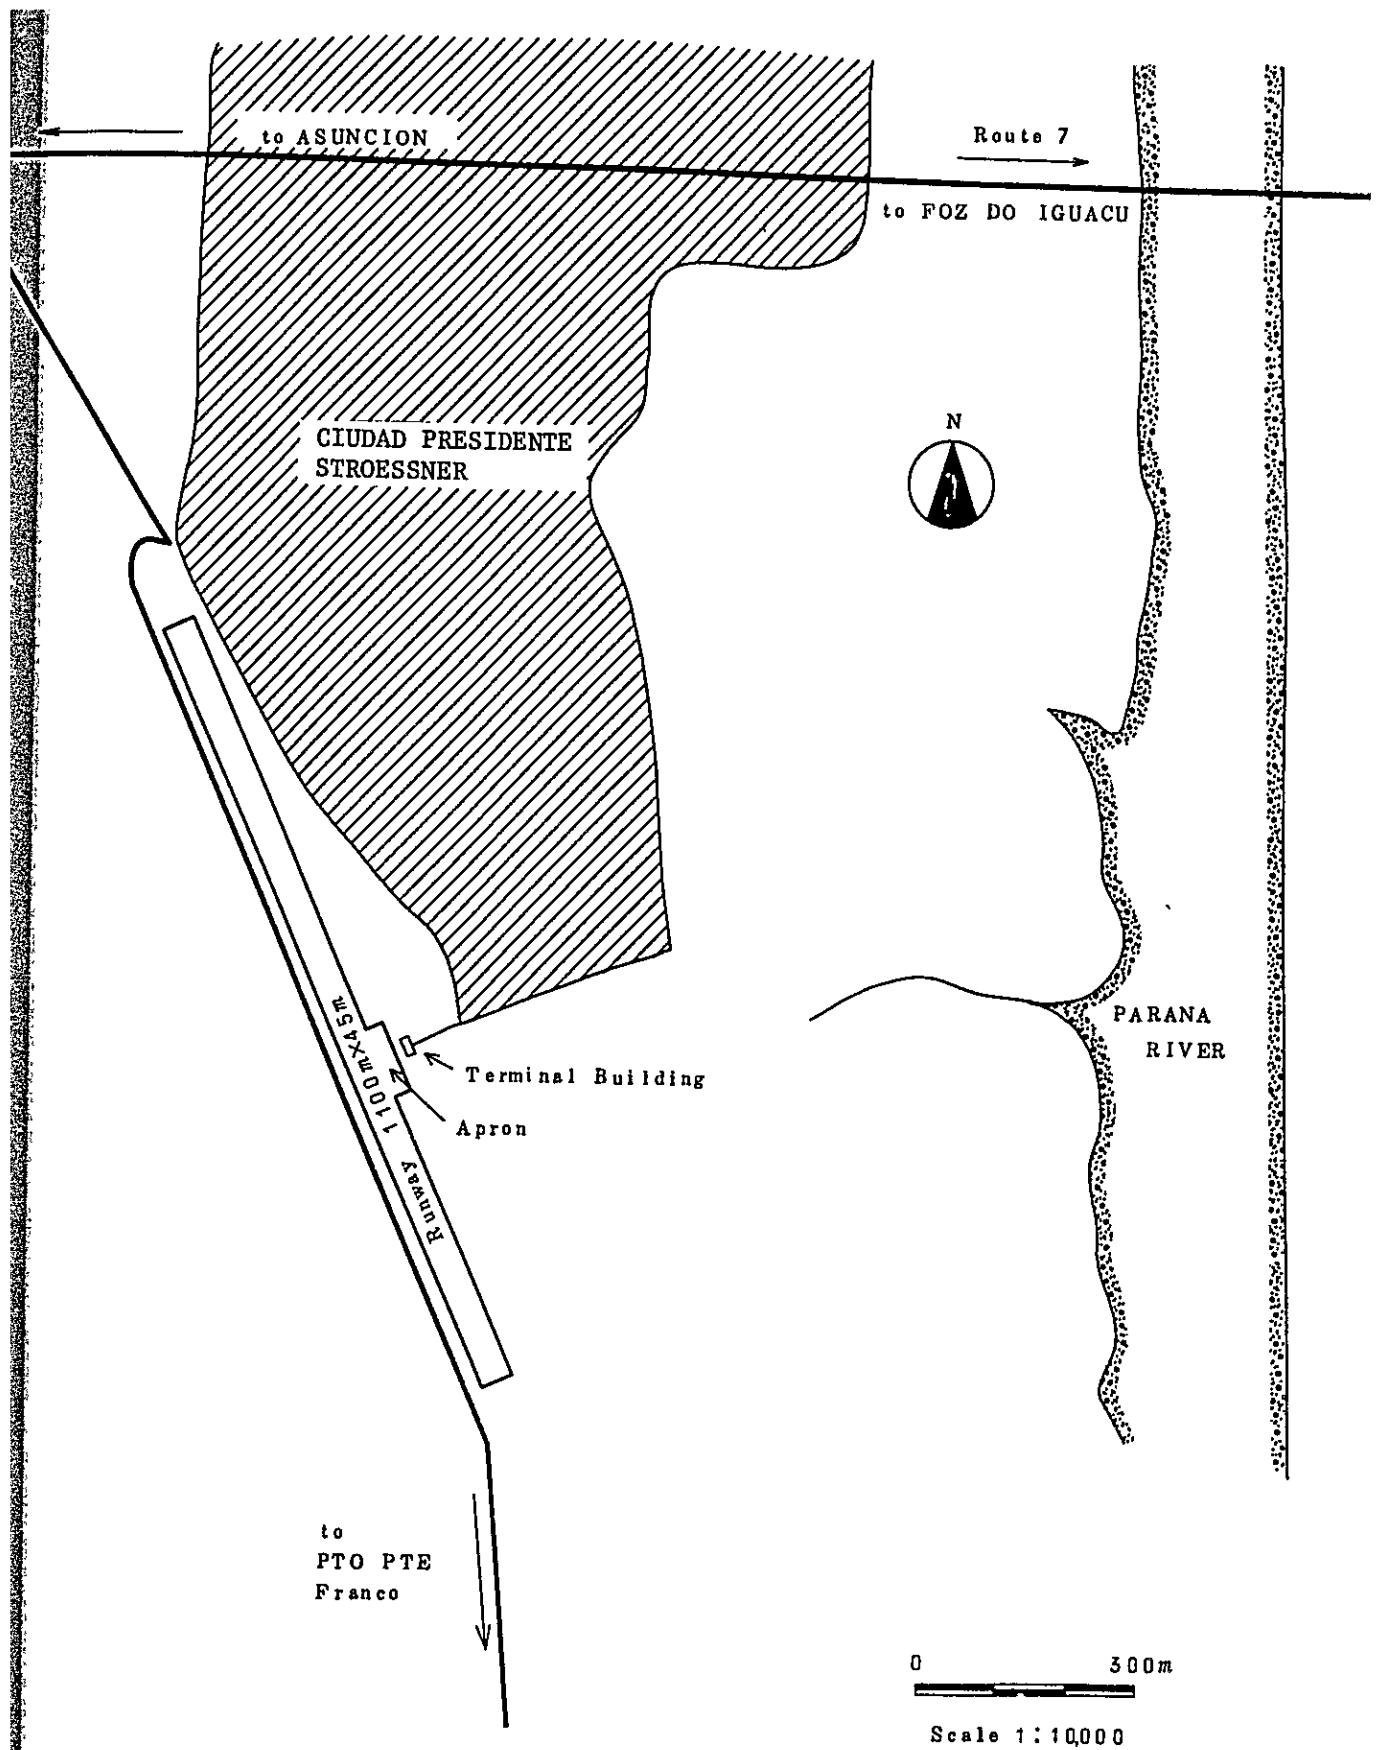 to ASUNCION
Route 7
to FOZ DO IGUACU
N
CIUDAD PRESIDENTE
STROESSNER
PARANA
RIVER
Terminal Building
Apron
Runway 1100m×45m
to
PTO PTE
Franco
0 300m
Scale 1:10,000